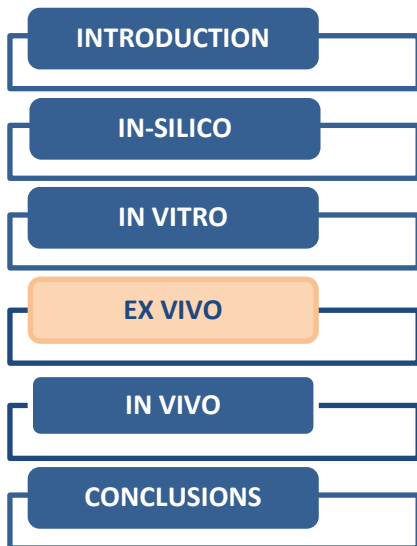 INTRODUCTION
IN-SILICO
IN VITRO
EX VIVO
IN VIVO
CONCLUSIONS